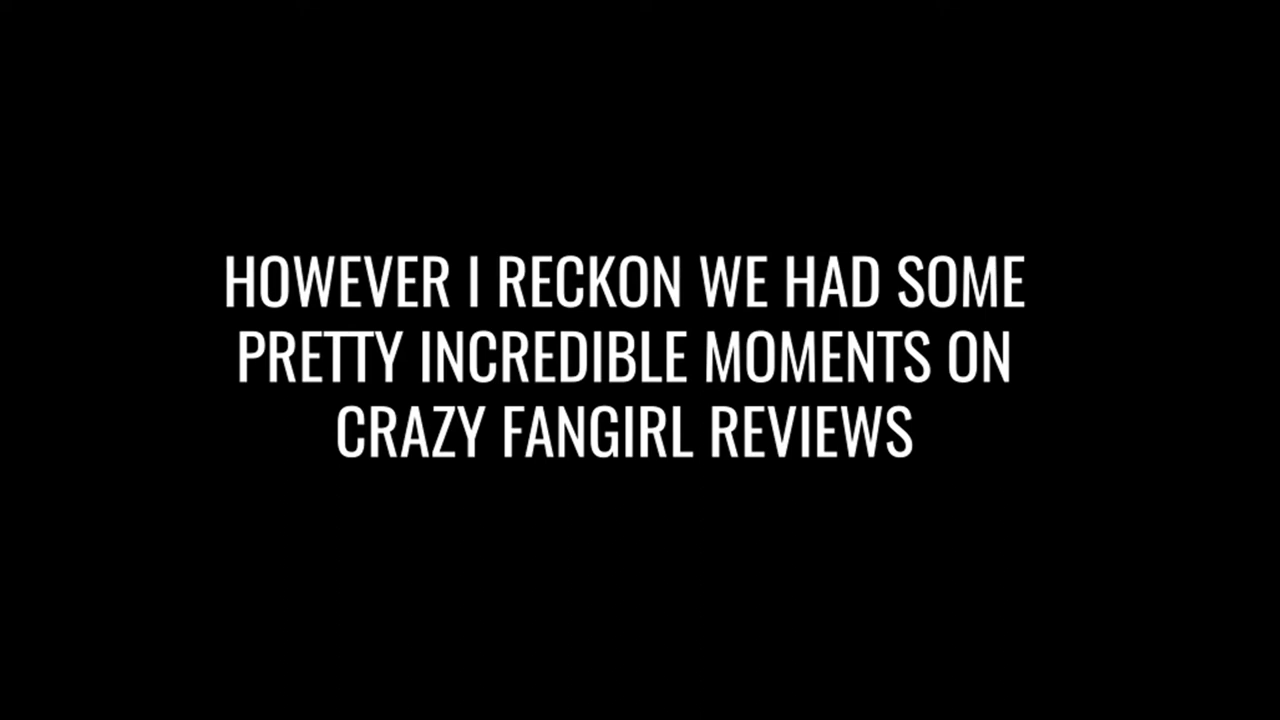 HOWEVER I RECKON WE HAD SOME
PRETTY INCREDIBLE MOMENTS ON
CRAZY FANGIRL REVIEWS